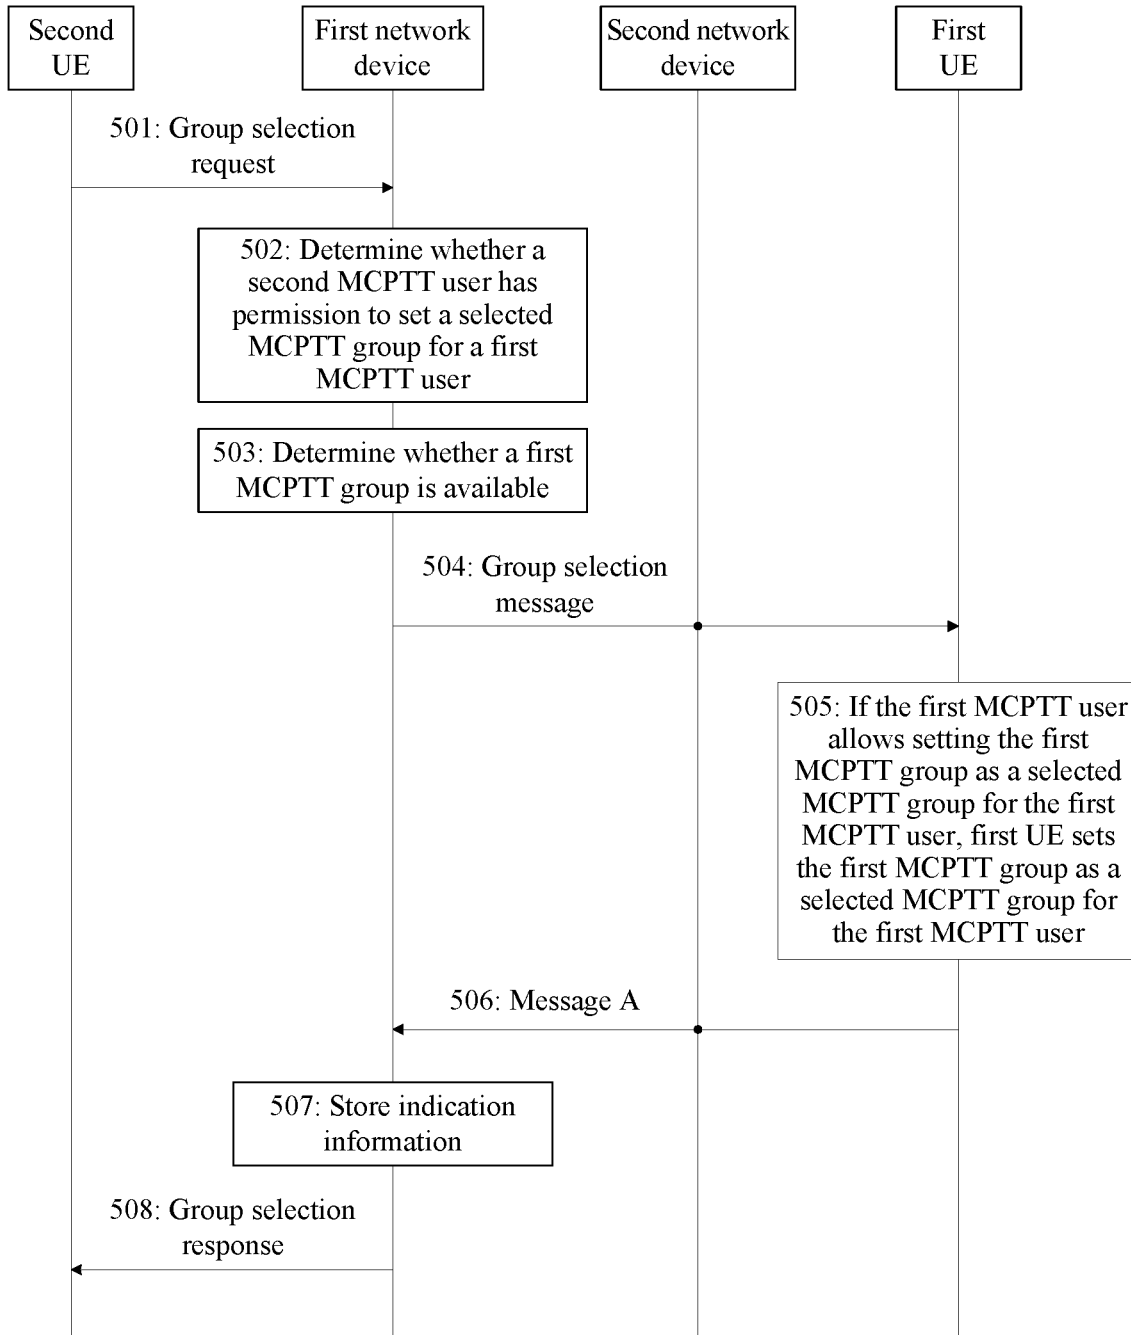 Second
UE
First network
device
Second network
device
First
UE
501: Group selection
request
502: Determine whether a
second MCPTT user has
permission to set a selected
MCPTT group for a first
MCPTT user
503: Determine whether a first
MCPTT group is available
504: Group selection
message
505: If the first MCPTT user
allows setting the first
MCPTT group as a selected
MCPTT group for the first
MCPTT user, first UE sets
the first MCPTT group as a
selected MCPTT group for
the first MCPTT user
506: Message A
507: Store indication
information
508: Group selection
response